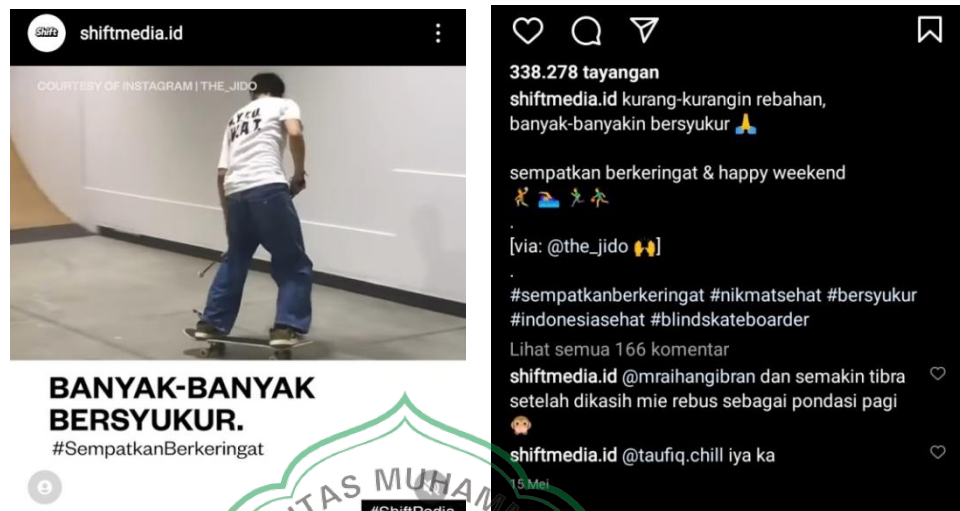 Shift
shiftmedia.id
COURTESY OF INSTAGRAM | THE_JIDO
BANYAK-BANYAK
BERSYUKUR.
#SempatkanBerkeringat
TAS MUHAM
338.278 tayangan
shiftmedia.id kurang-kurangin rebahan,
banyak-banyakin bersyukur 🙏
sempatkan berkeringat & happy weekend
🤾🏊🏃⛹️
.
[via: @the_jido 🙌]
.
#sempatkanberkeringat #nikmatsehat #bersyukur
#indonesiasehat #blindskateboarder
Lihat semua 166 komentar
shiftmedia.id @mraihangibran dan semakin tibra
setelah dikasih mie rebus sebagai pondasi pagi
🙊
shiftmedia.id @taufiq.chill iya ka
15 Mei